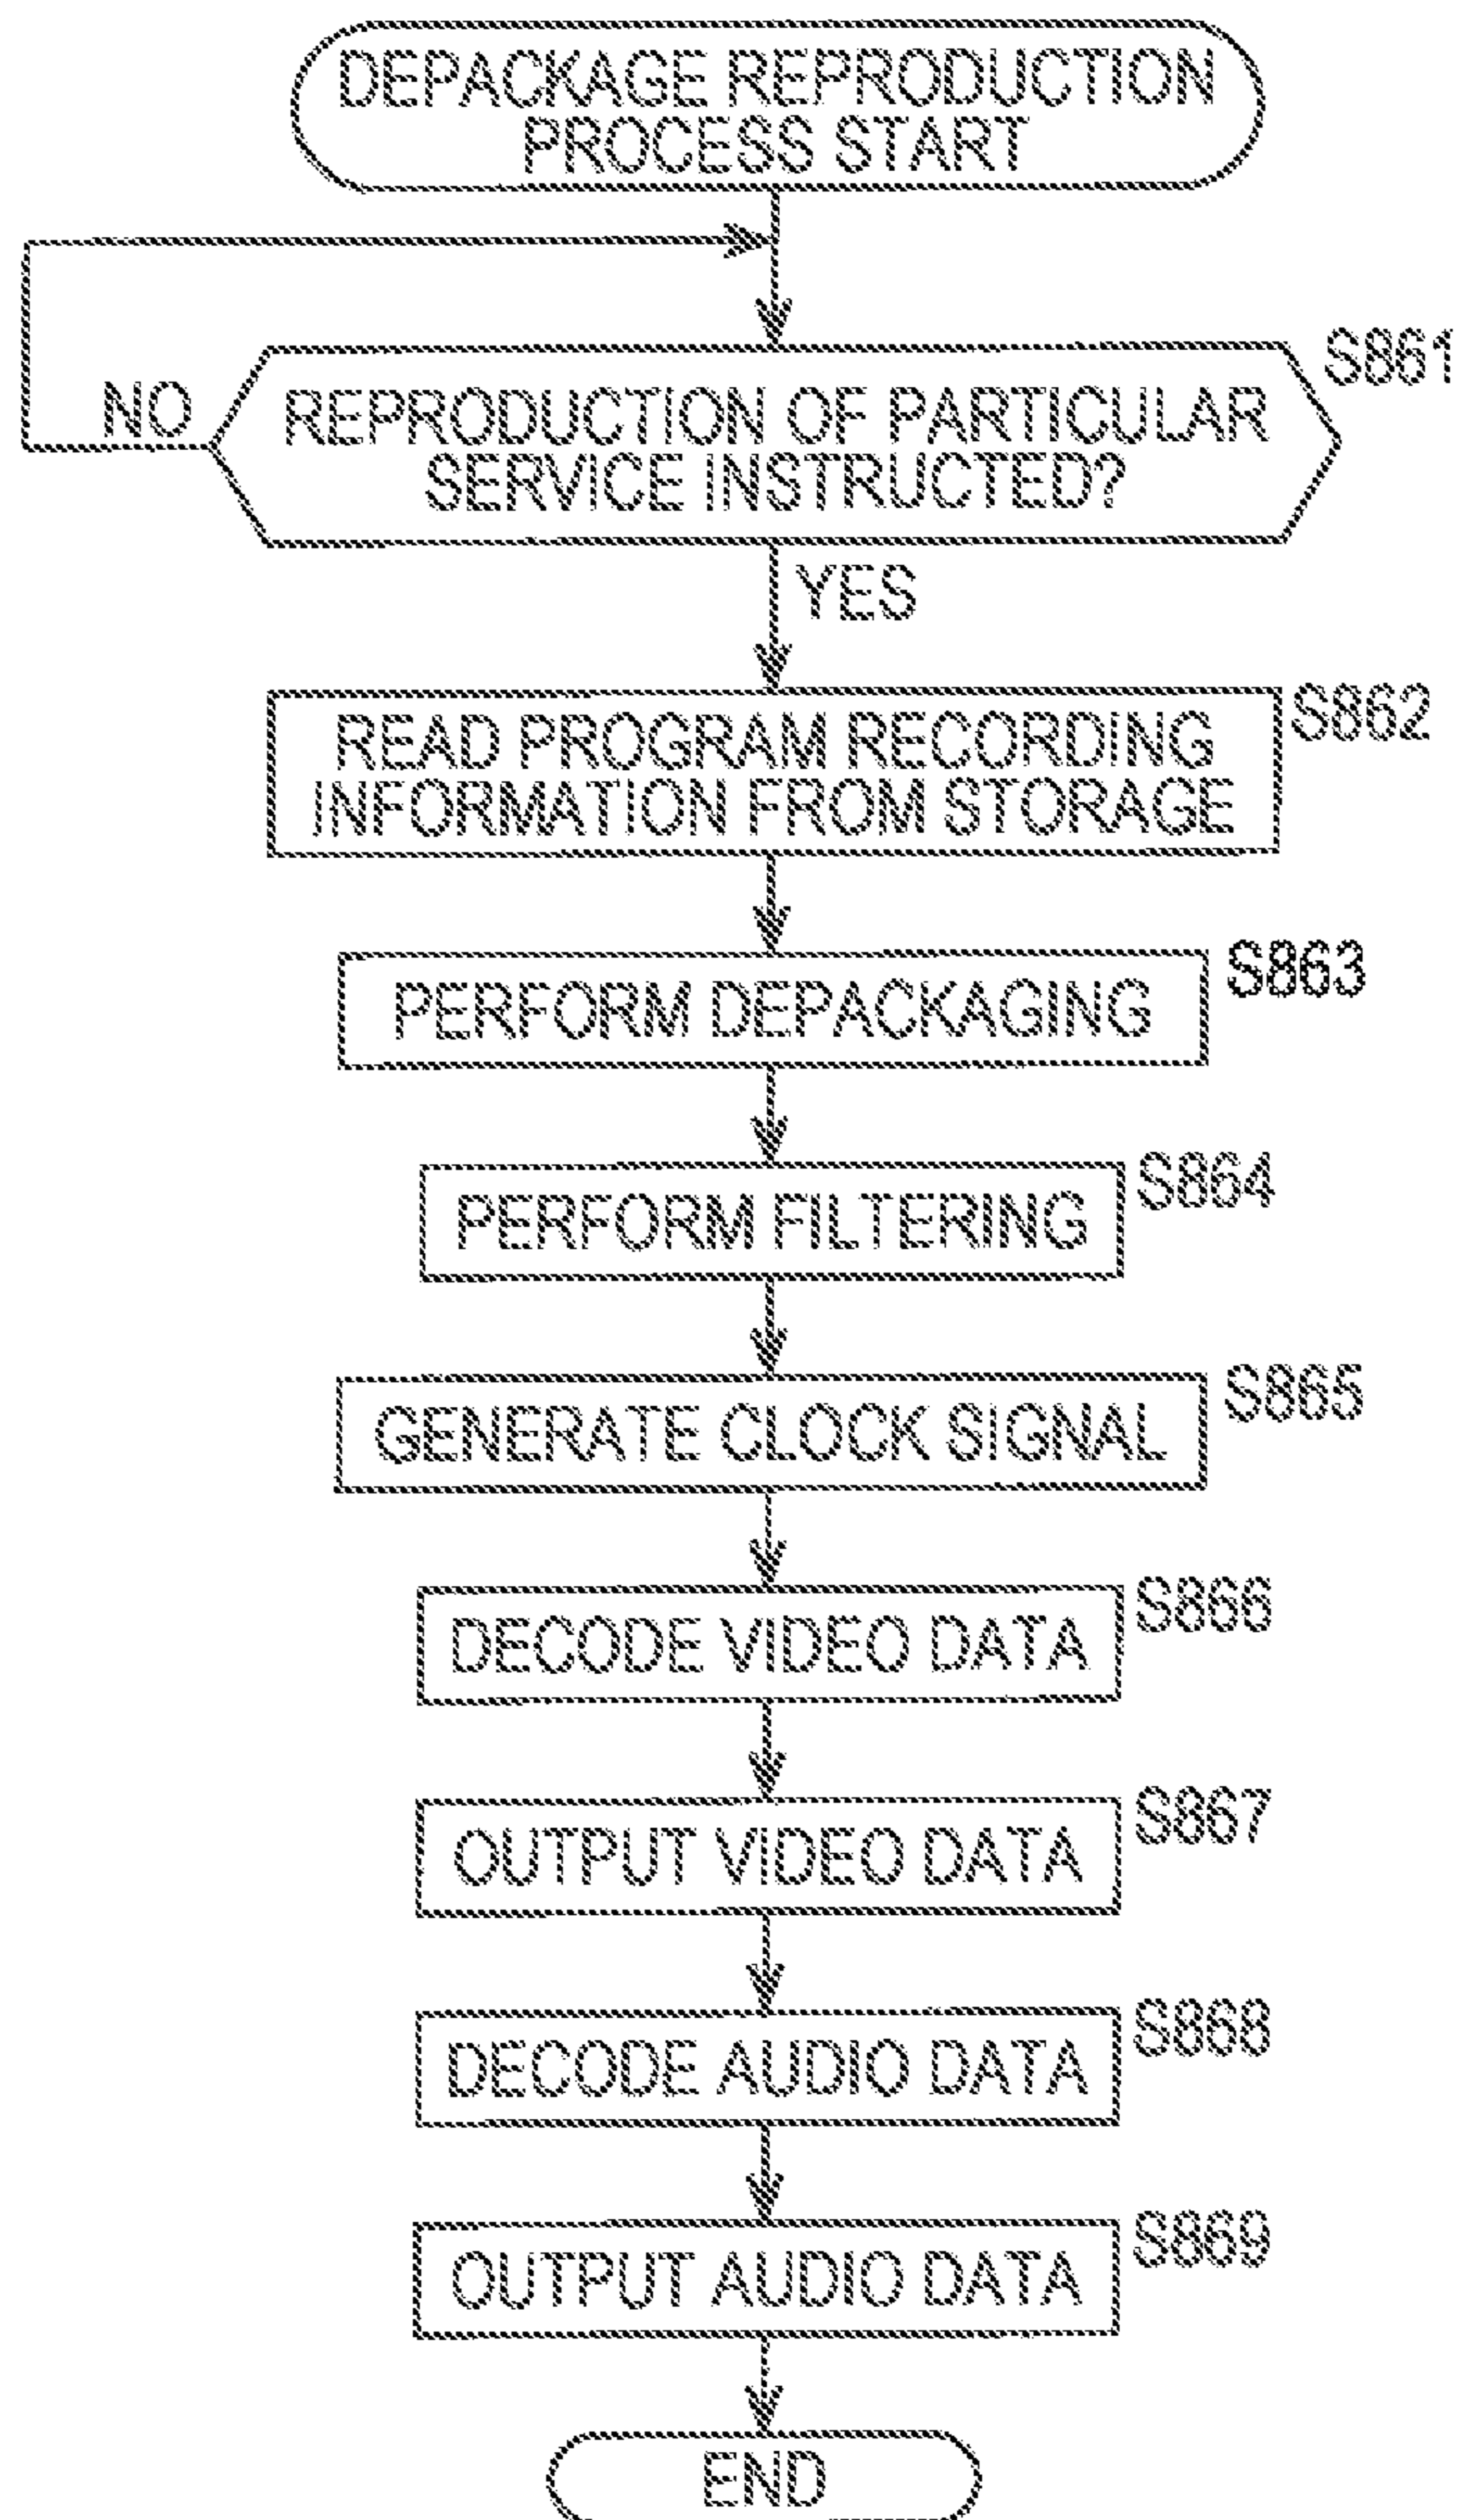 DEPACKAGE REPRODUCTION
PROCESS START
S861
NO
REPRODUCTION OF PARTICULAR
SERVICE INSTRUCTED?
YES
S862
READ PROGRAM RECORDING
INFORMATION FROM STORAGE
S863
PERFORM DEPACKAGING
S864
PERFORM FILTERING
S865
GENERATE CLOCK SIGNAL
S866
DECODE VIDEO DATA
S867
OUTPUT VIDEO DATA
S868
DECODE AUDIO DATA
S869
OUTPUT AUDIO DATA
END